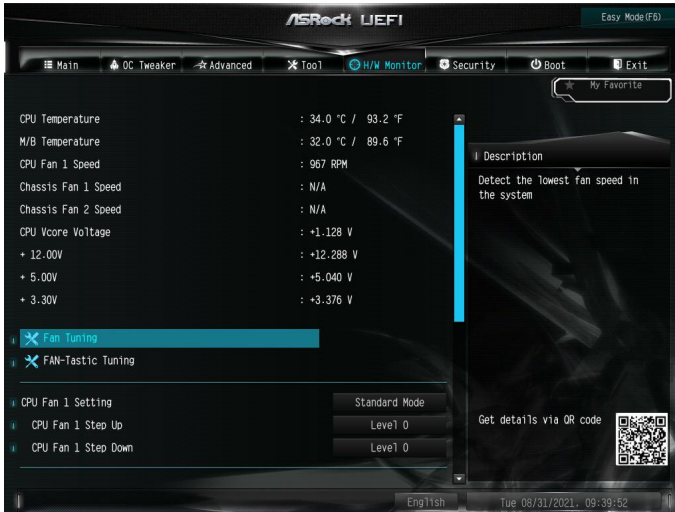 ASRock UEFI
Easy Mode(F6)
Main OC Tweaker Advanced Tool H/W Monitor Security Boot Exit
My Favorite
CPU Temperature : 34.0 °C / 93.2 °F
M/B Temperature : 32.0 °C / 89.6 °F
CPU Fan 1 Speed : 967 RPM
Chassis Fan 1 Speed : N/A
Chassis Fan 2 Speed : N/A
CPU Vcore Voltage : +1.128 V
+ 12.00V : +12.288 V
+ 5.00V : +5.040 V
+ 3.30V : +3.376 V
Fan Tuning
FAN-Tastic Tuning
CPU Fan 1 Setting Standard Mode
CPU Fan 1 Step Up Level 0
CPU Fan 1 Step Down Level 0
Description
Detect the lowest fan speed in
the system
Get details via QR code
English
Tue 08/31/2021. 09:39:52